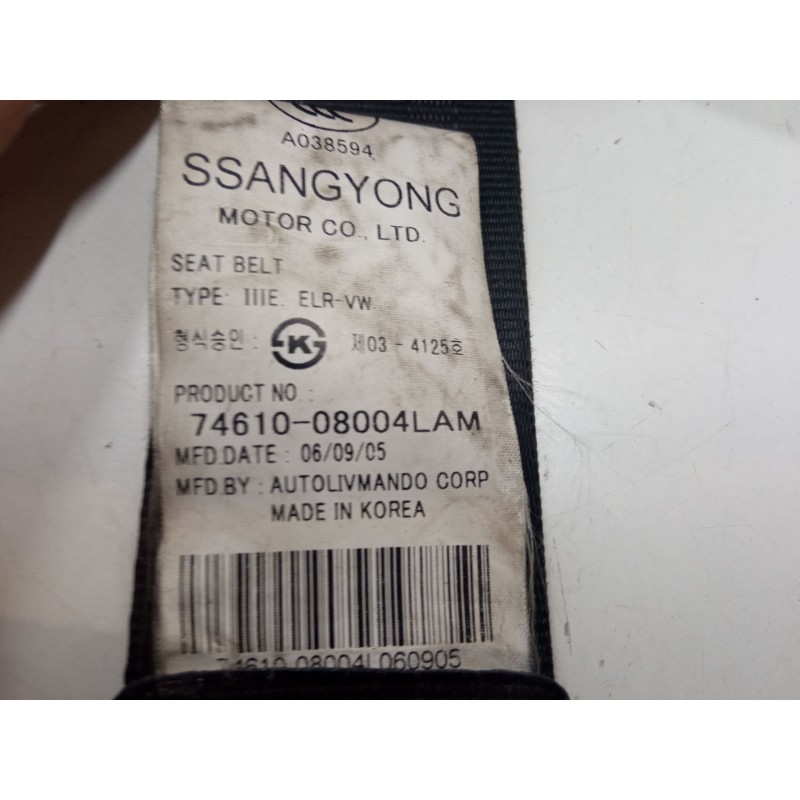 A038594
SSANGYONG
MOTOR CO., LTD.
SEAT BELT
TYPE: IIIE. ELR-VW
형식승인 : K 제03 - 4125호
PRODUCT NO :
74610-08004LAM
MFD.DATE : 06/09/05
MFD.BY : AUTOLIVMANDO CORP
MADE IN KOREA
74610 08004L060905